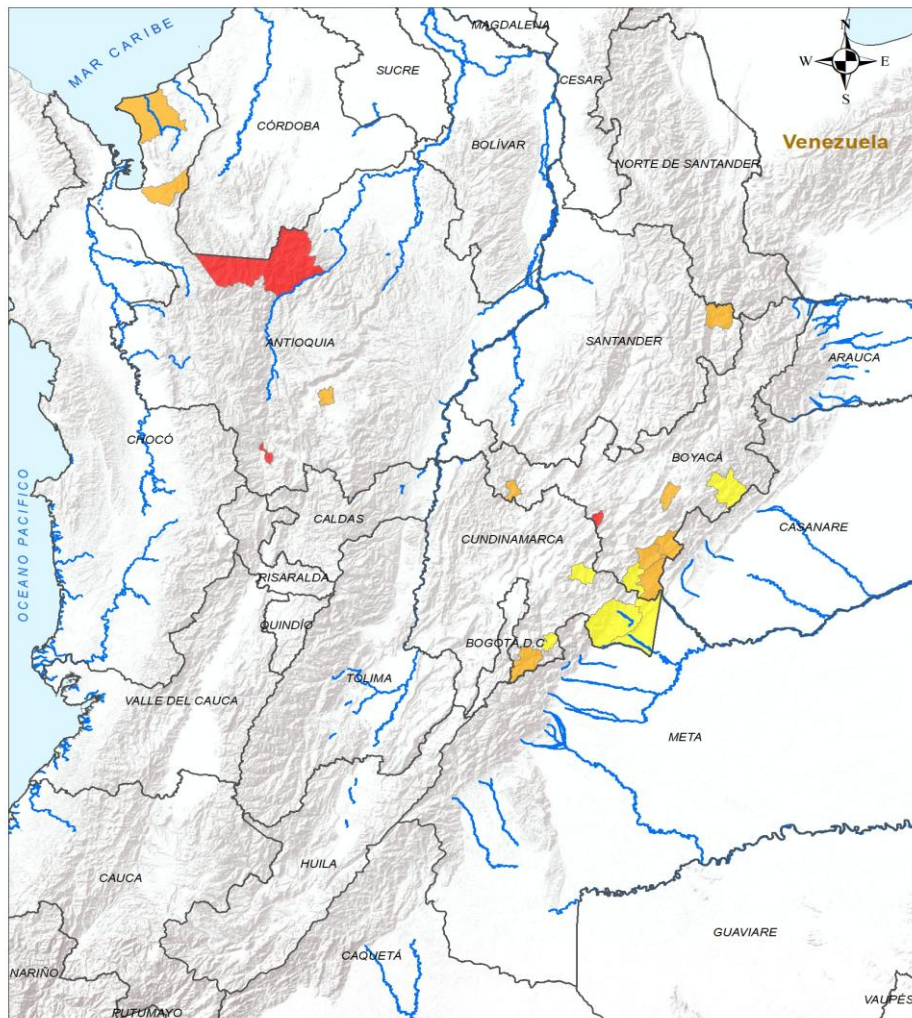 MAR CARIBE
MAGDALENA
N
W
E
S
SUCRE
CESAR
CÓRDOBA
BOLÍVAR
Venezuela
NORTE DE SANTANDER
ANTIOQUIA
SANTANDER
ARAUCA
CHOCÓ
BOYACÁ
OCEANO PACIFICO
CALDAS
CUNDINAMARCA
CASANARE
RISARALDA
QUINDÍO
BOGOTÁ D.C
TOLIMA
VALLE DEL CAUCA
META
HUILA
CAUCA
GUAVIARE
CAQUETÁ
NARIÑO
PUTUMAYO
VAUPÉS